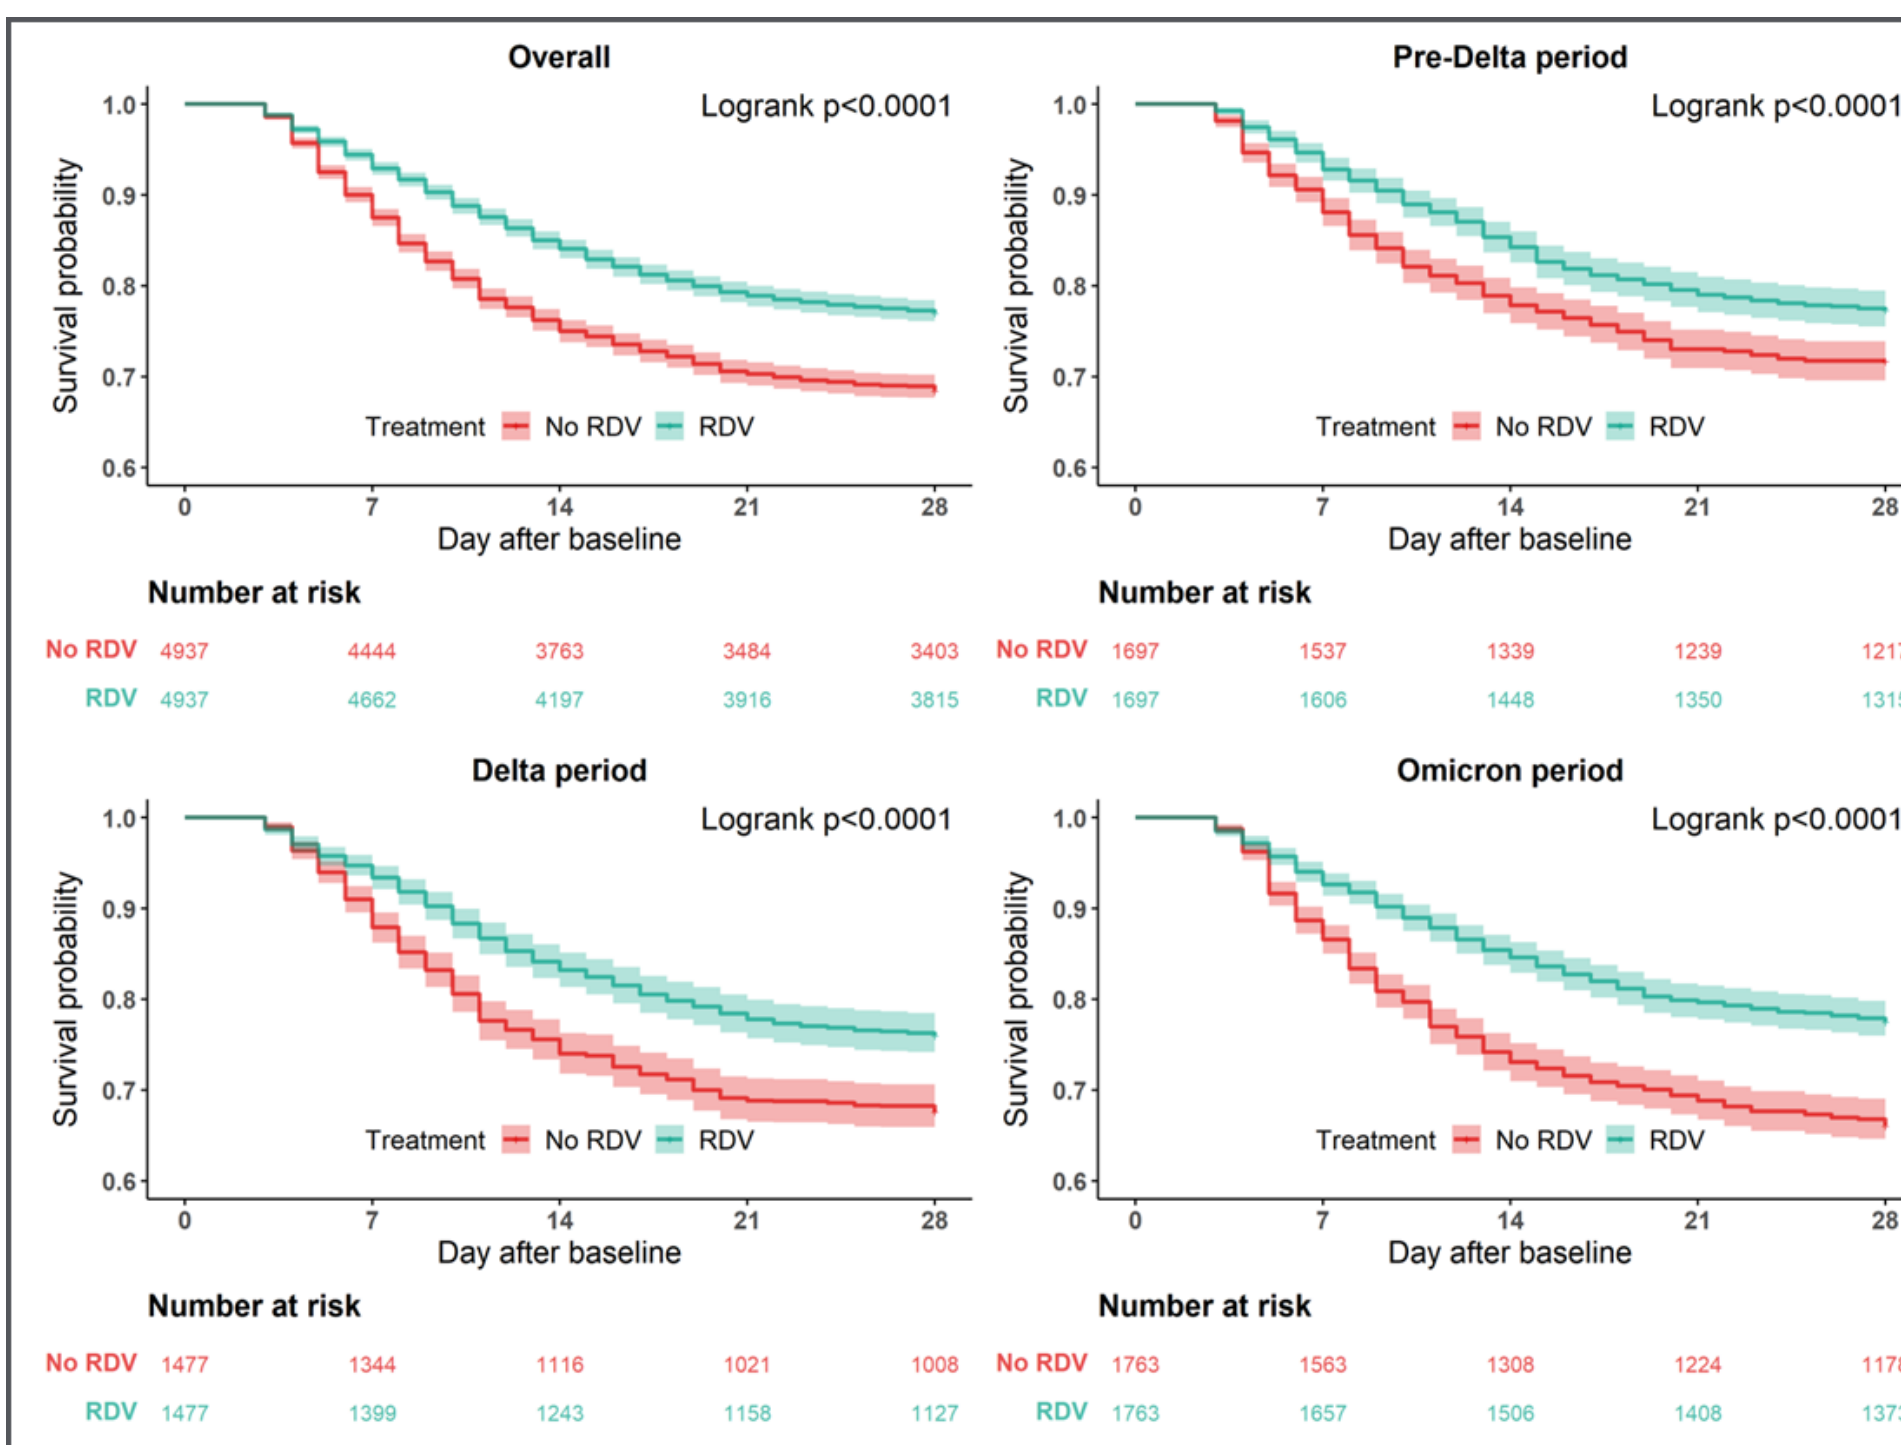 Overall
Logrank p<0.0001
Survival probability
1.0
0.9
0.8
0.7
0.6
Treatment No RDV RDV
0 7 14 21 28
Day after baseline
Number at risk
No RDV 4937 4444 3763 3484 3403
RDV 4937 4662 4197 3916 3815
Pre-Delta period
Logrank p<0.0001
Survival probability
1.0
0.9
0.8
0.7
0.6
Treatment No RDV RDV
0 7 14 21 28
Day after baseline
Number at risk
No RDV 1697 1537 1339 1239 1217
RDV 1697 1606 1448 1350 1315
Delta period
Logrank p<0.0001
Survival probability
1.0
0.9
0.8
0.7
0.6
Treatment No RDV RDV
0 7 14 21 28
Day after baseline
Number at risk
No RDV 1477 1344 1116 1021 1008
RDV 1477 1399 1243 1158 1127
Omicron period
Logrank p<0.0001
Survival probability
1.0
0.9
0.8
0.7
0.6
Treatment No RDV RDV
0 7 14 21 28
Day after baseline
Number at risk
No RDV 1763 1563 1308 1224 1178
RDV 1763 1657 1506 1408 1373